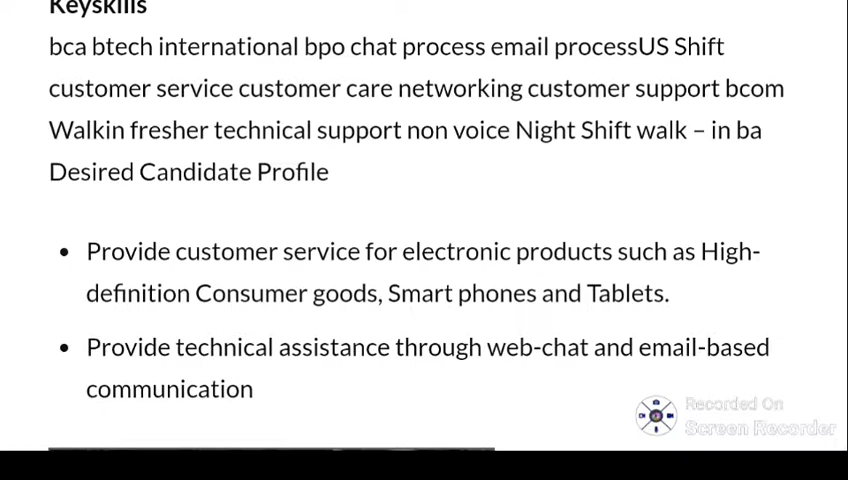 Keyskills
bca btech international bpo chat process email processUS Shift
customer service customer care networking customer support bcom
Walkin fresher technical support non voice Night Shift walk – in ba
Desired Candidate Profile
• Provide customer service for electronic products such as High-
definition Consumer goods, Smart phones and Tablets.
• Provide technical assistance through web-chat and email-based
communication
Recorded On
Screen Recorder